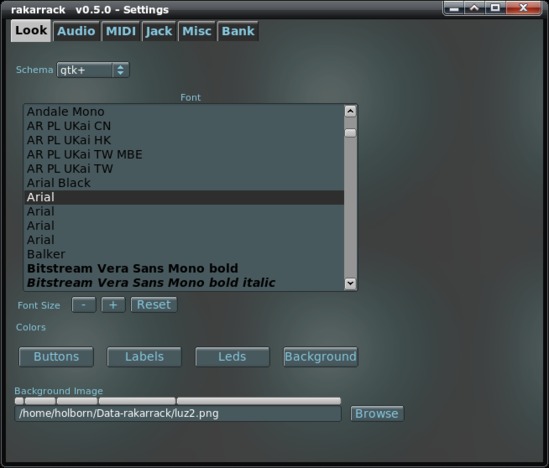 rakarrack v0.5.0 - Settings
Look Audio MIDI Jack Misc Bank
Schema gtk+
Font
Andale Mono
AR PL UKai CN
AR PL UKai HK
AR PL UKai TW MBE
AR PL UKai TW
Arial Black
Arial
Arial
Arial
Arial
Balker
Bitstream Vera Sans Mono bold
Bitstream Vera Sans Mono bold italic
Font Size - + Reset
Colors
Buttons Labels Leds Background
Background Image
/home/holborn/Data-rakarrack/luz2.png Browse